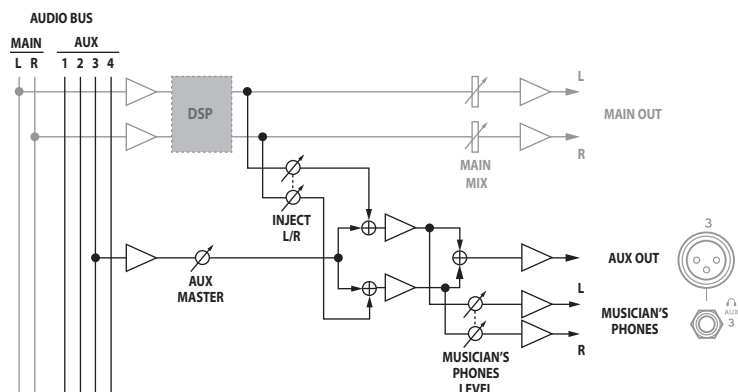 AUDIO BUS
MAIN AUX
L R 1 2 3 4
DSP
L
MAIN OUT
R
MAIN
MIX
INJECT
L/R
AUX
MASTER
3
AUX OUT
L
MUSICIAN'S
PHONES
R
AUX
3
MUSICIAN'S
PHONES
LEVEL